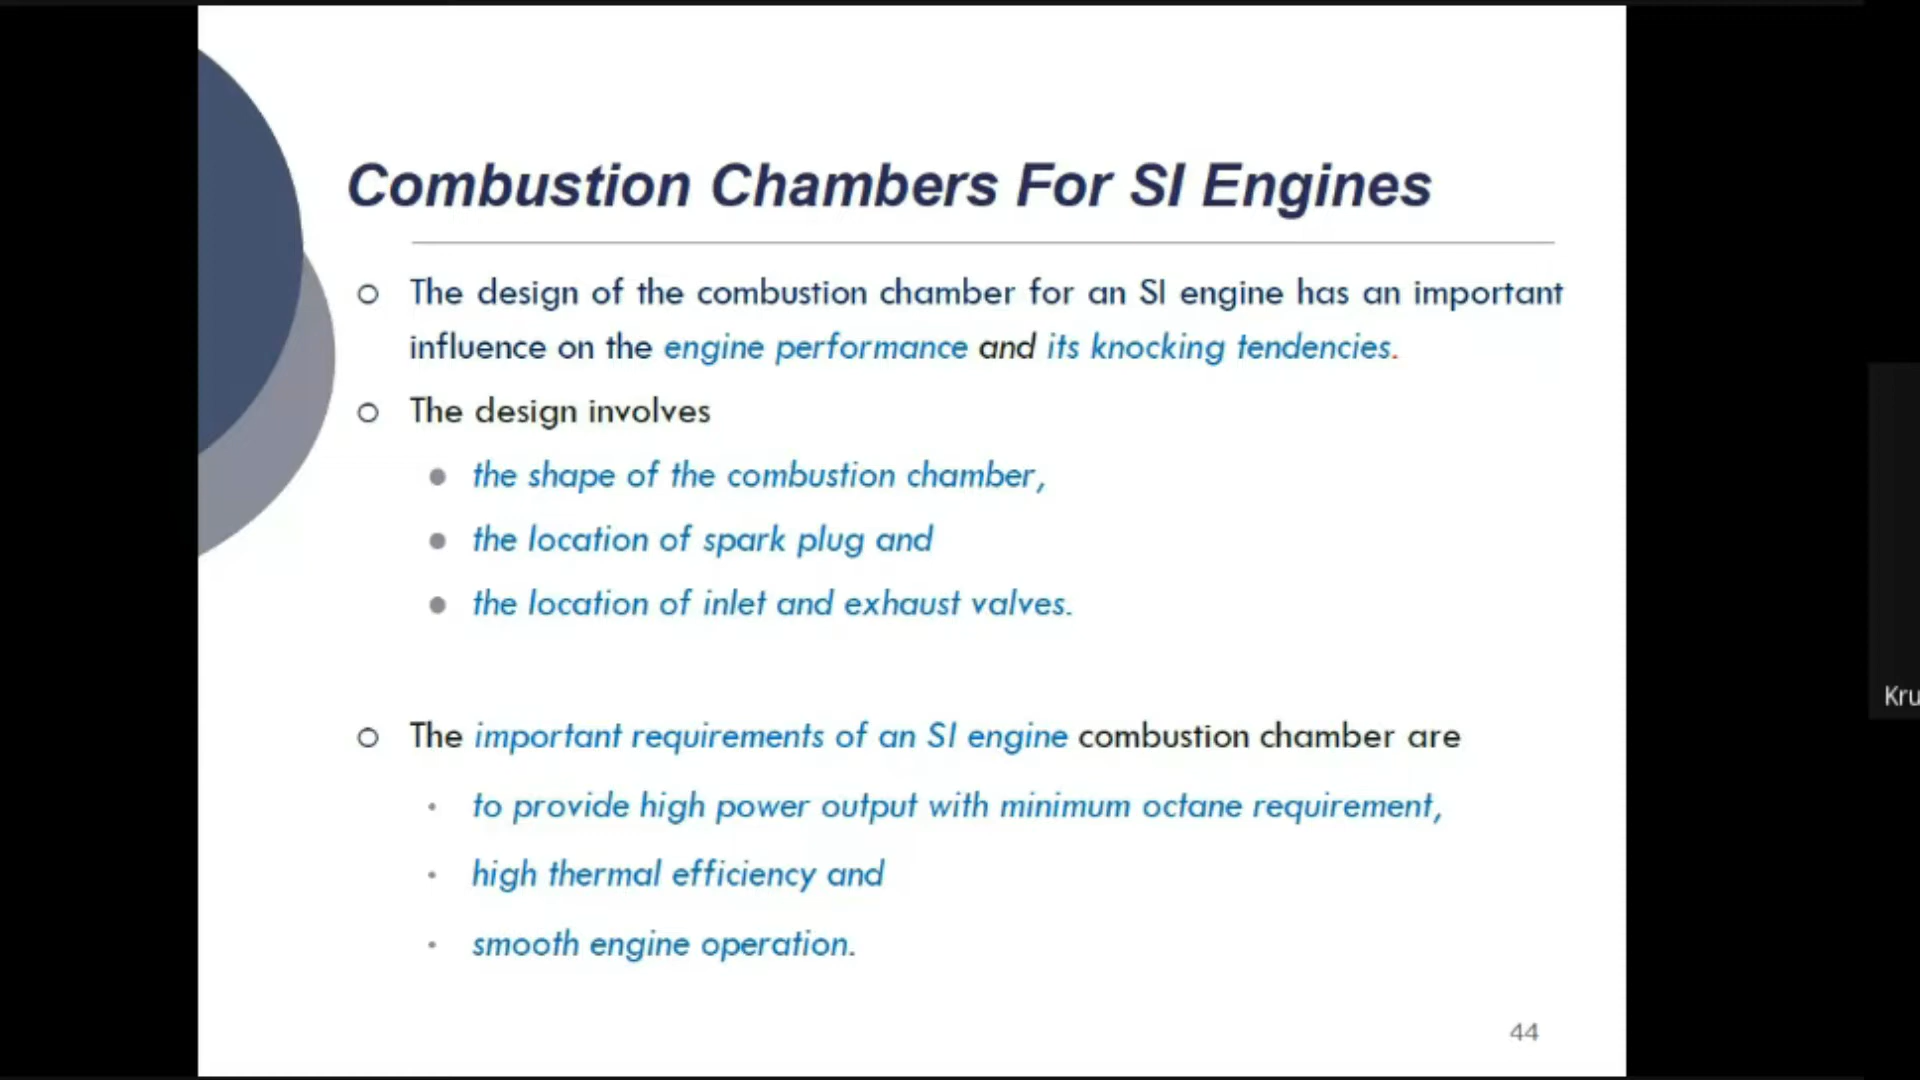 Combustion Chambers For SI Engines
The design of the combustion chamber for an SI engine has an important
influence on the engine performance and its knocking tendencies.
The design involves
the shape of the combustion chamber,
the location of spark plug and
the location of inlet and exhaust valves.
The important requirements of an SI engine combustion chamber are
to provide high power output with minimum octane requirement,
high thermal efficiency and
smooth engine operation.
44
Kru